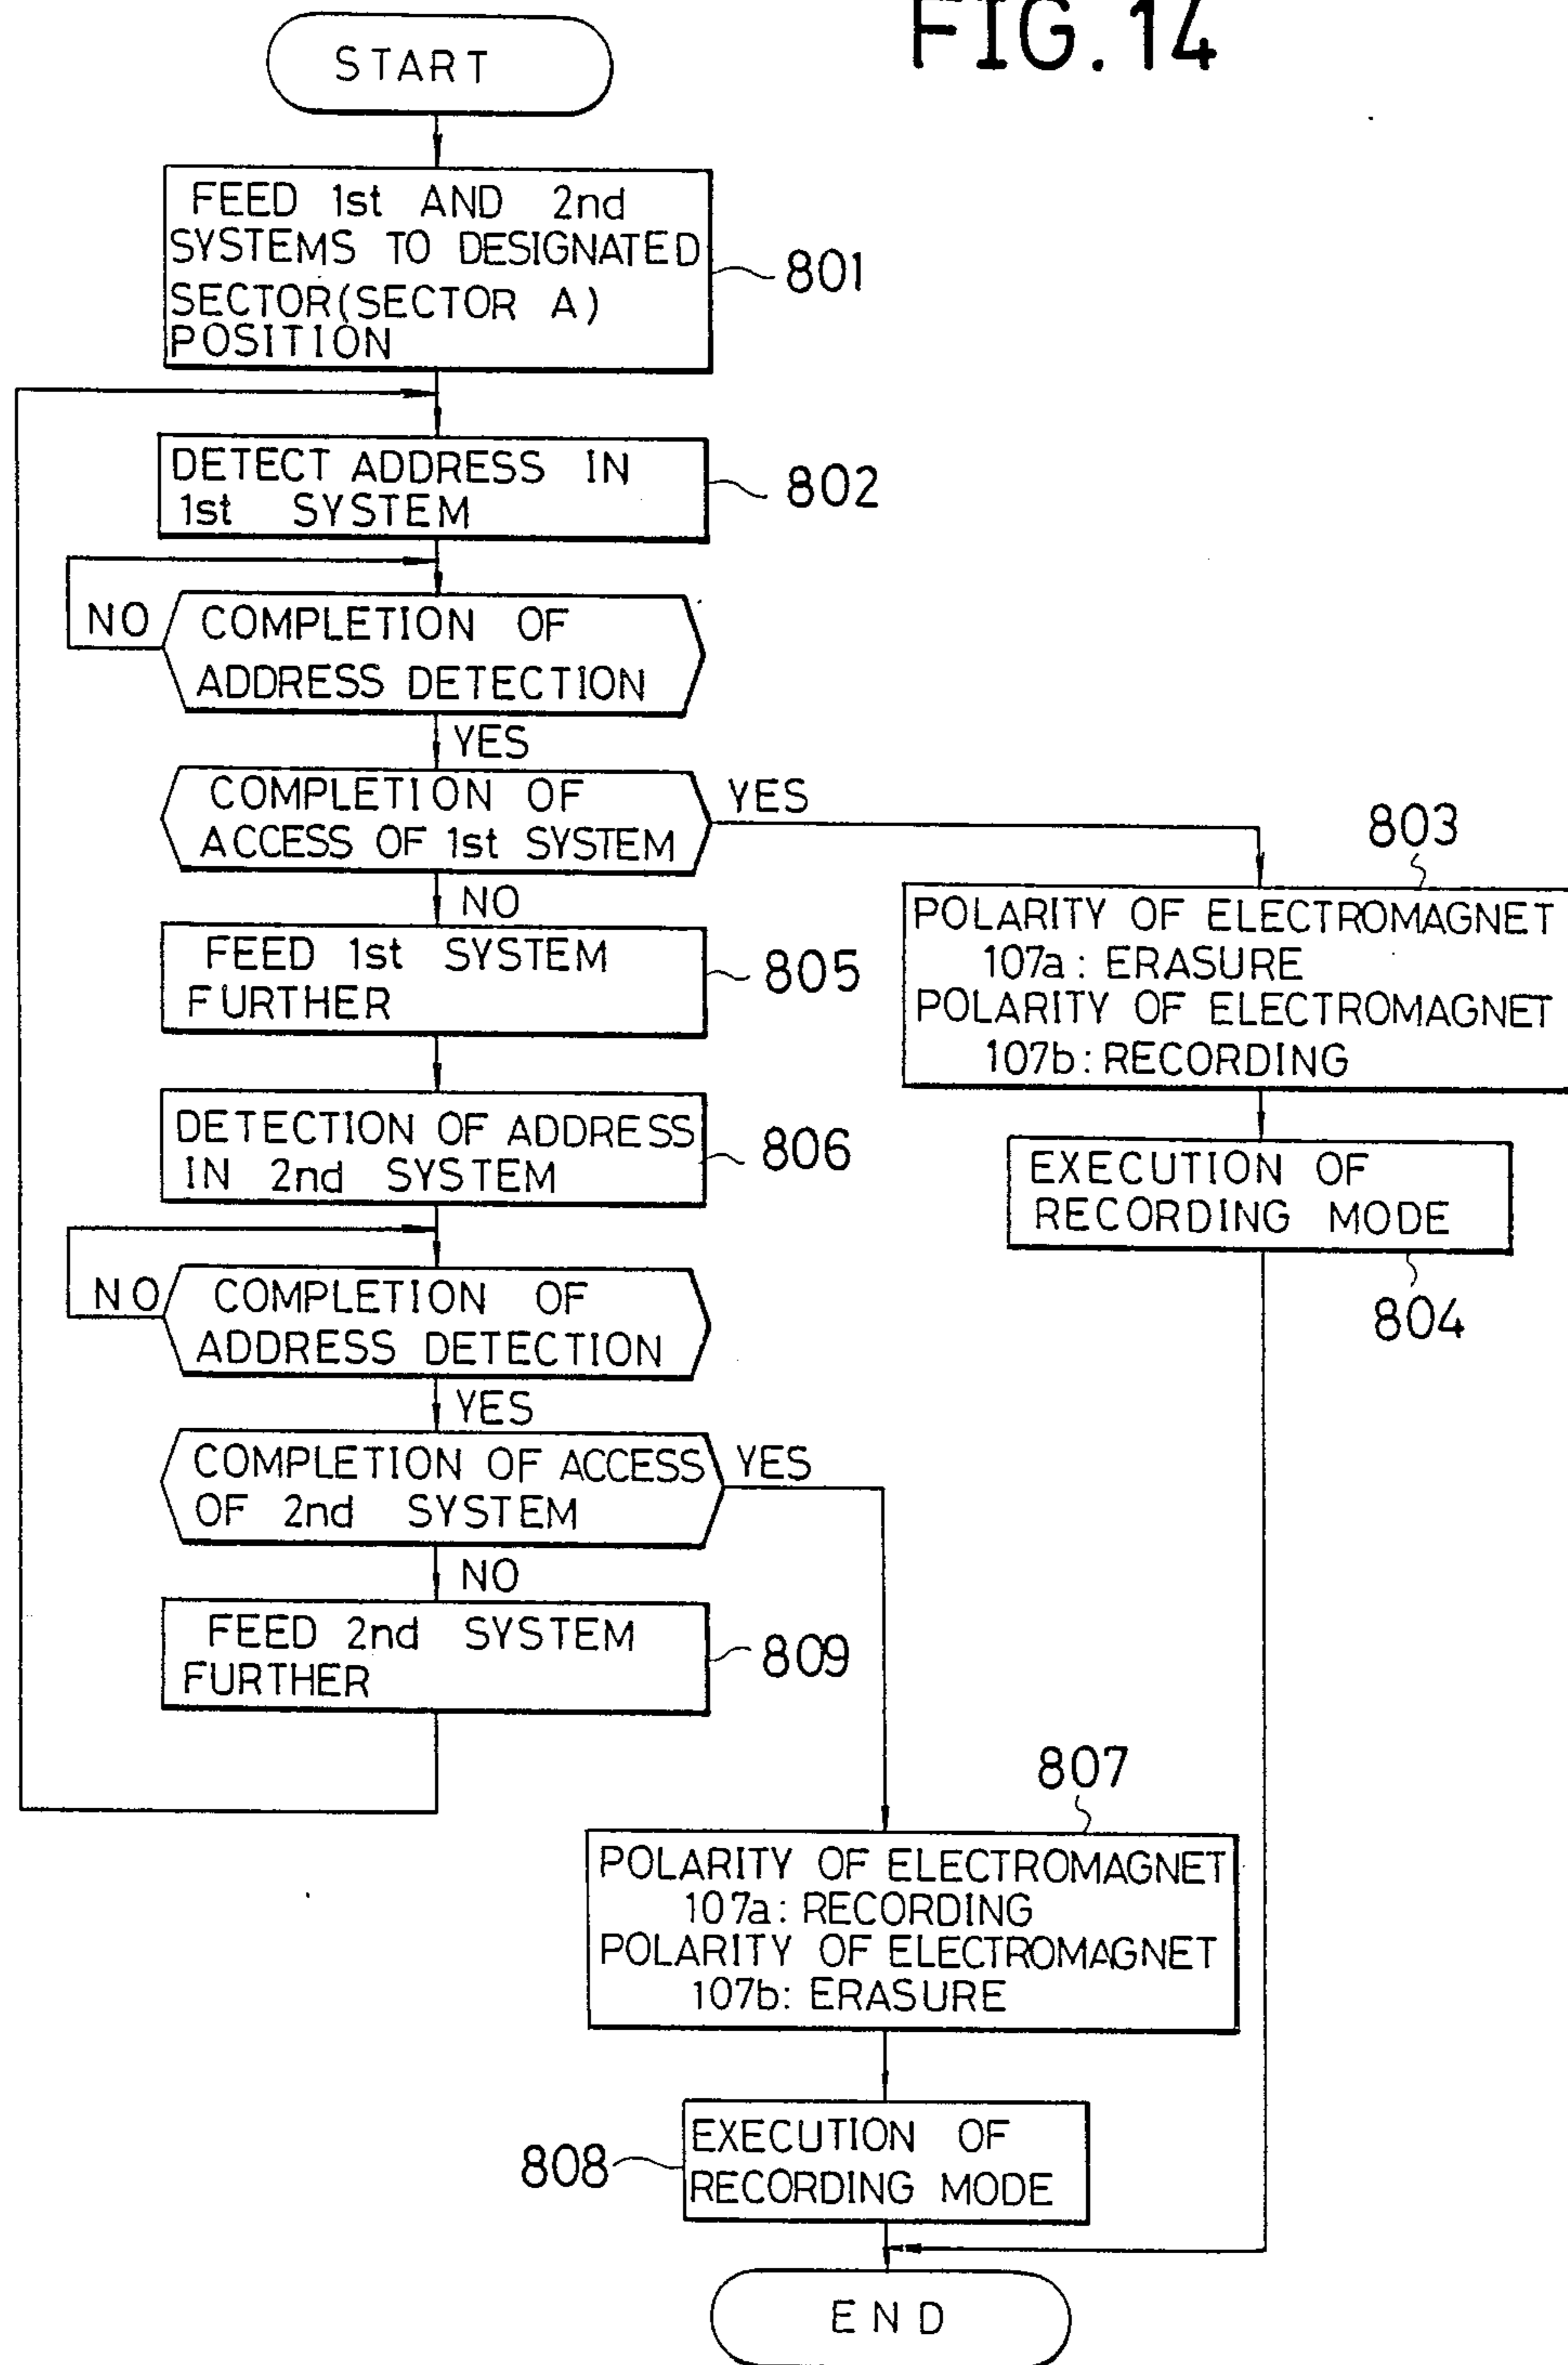 FIG. 14
START
FEED 1st AND 2nd
SYSTEMS TO DESIGNATED
SECTOR(SECTOR A)
POSITION
801
DETECT ADDRESS IN
1st SYSTEM
802
NO
COMPLETION OF
ADDRESS DETECTION
YES
COMPLETION OF
ACCESS OF 1st SYSTEM
YES
NO
803
POLARITY OF ELECTROMAGNET
107a: ERASURE
POLARITY OF ELECTROMAGNET
107b: RECORDING
FEED 1st SYSTEM
FURTHER
805
DETECTION OF ADDRESS
IN 2nd SYSTEM
806
EXECUTION OF
RECORDING MODE
804
NO
COMPLETION OF
ADDRESS DETECTION
YES
COMPLETION OF ACCESS
OF 2nd SYSTEM
YES
NO
FEED 2nd SYSTEM
FURTHER
809
807
POLARITY OF ELECTROMAGNET
107a: RECORDING
POLARITY OF ELECTROMAGNET
107b: ERASURE
808
EXECUTION OF
RECORDING MODE
END